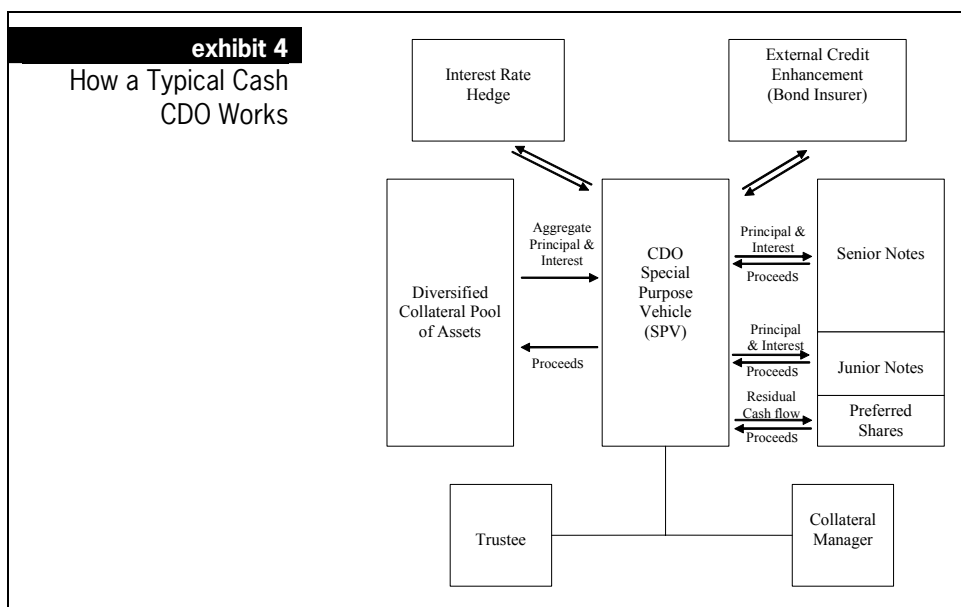 exhibit 4
How a Typical Cash
CDO Works
Interest Rate
Hedge
External Credit
Enhancement
(Bond Insurer)
Diversified
Collateral Pool
of Assets
Aggregate
Principal &
Interest
Proceeds
CDO
Special
Purpose
Vehicle
(SPV)
Principal &
Interest
Proceeds
Senior Notes
Principal
& Interest
Proceeds
Junior Notes
Residual
Cash flow
Proceeds
Preferred
Shares
Trustee
Collateral
Manager